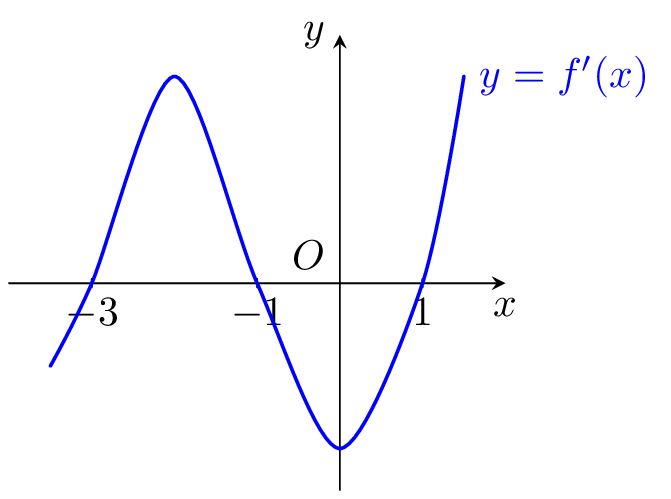 y
y = f′(x)
O
−3 −1 1
x